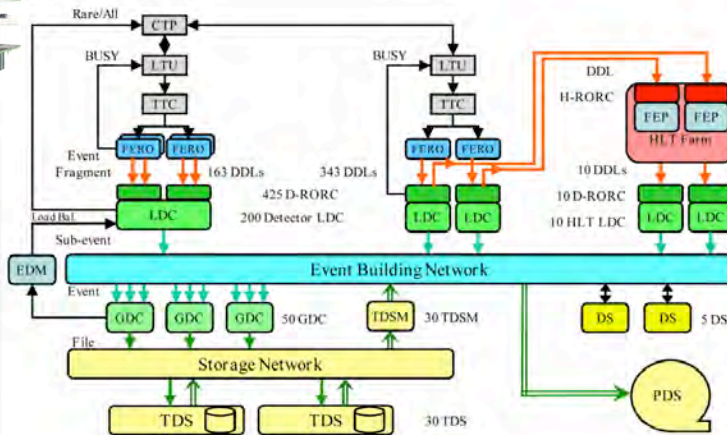 Rare/All
CTP
BUSY
LTU
BUSY
LTU
DDL
TTC
TTC
H-RORC
FEP
FEP
HLT Farm
FERO
FERO
FERO
FERO
Event
Fragment
163 DDLs
343 DDLs
10 DDLs
425 D-RORC
10 D-RORC
LDC
200 Detector LDC
LDC
LDC
10 HLT LDC
LDC
LDC
Load Bal.
Sub-event
EDM
Event Building Network
Event
GDC
GDC
GDC
50 GDC
TDSM
30 TDSM
DS
DS
5 DS
File
Storage Network
PDS
TDS
TDS
30 TDS